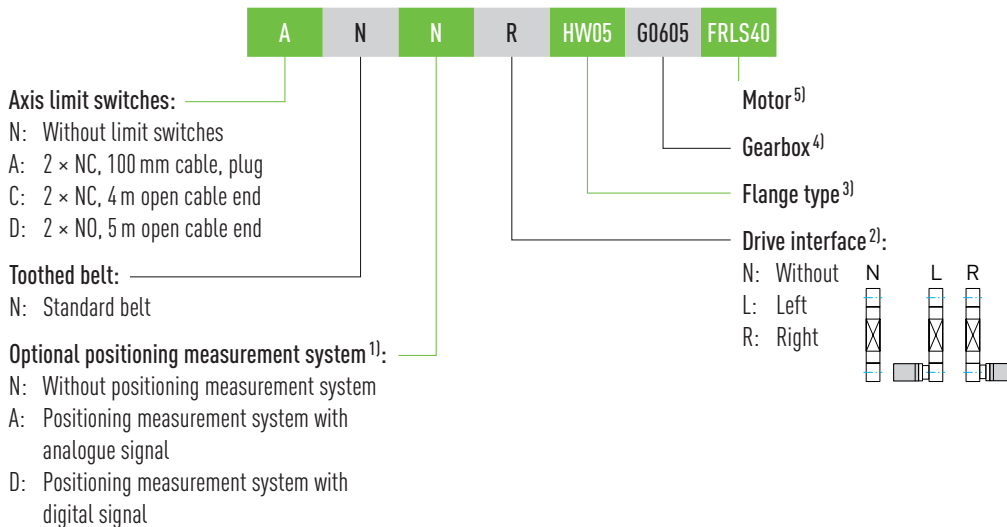 A N N R HW05 G0605 FRLS40
Axis limit switches:
N: Without limit switches
A: 2 × NC, 100 mm cable, plug
C: 2 × NC, 4 m open cable end
D: 2 × NO, 5 m open cable end
Toothed belt:
N: Standard belt
Optional positioning measurement system 1):
N: Without positioning measurement system
A: Positioning measurement system with
analogue signal
D: Positioning measurement system with
digital signal
Motor 5)
Gearbox 4)
Flange type 3)
Drive interface 2):
N: Without
L: Left
R: Right
N L R